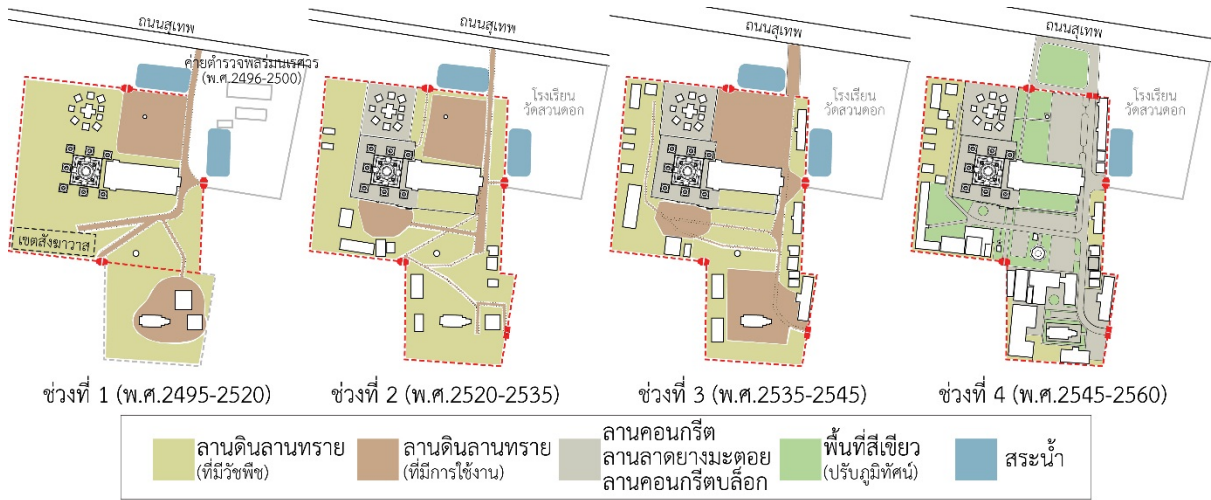 ถนนสุเทพ
ค่ายตำรวจพลร่มนเรศวร
(พ.ศ.2496-2500)
เขตสังฆาวาส
ช่วงที่ 1 (พ.ศ.2495-2520)
ถนนสุเทพ
โรงเรียน
วัดสวนดอก
ช่วงที่ 2 (พ.ศ.2520-2535)
ถนนสุเทพ
โรงเรียน
วัดสวนดอก
ช่วงที่ 3 (พ.ศ.2535-2545)
ถนนสุเทพ
โรงเรียน
วัดสวนดอก
ช่วงที่ 4 (พ.ศ.2545-2560)
ลานดินลานทราย
(ที่มีวัชพืช)
ลานดินลานทราย
(ที่มีการใช้งาน)
ลานคอนกรีต
ลานลาดยางมะตอย
ลานคอนกรีตบล็อก
พื้นที่สีเขียว
(ปรับภูมิทัศน์)
สระน้ำ